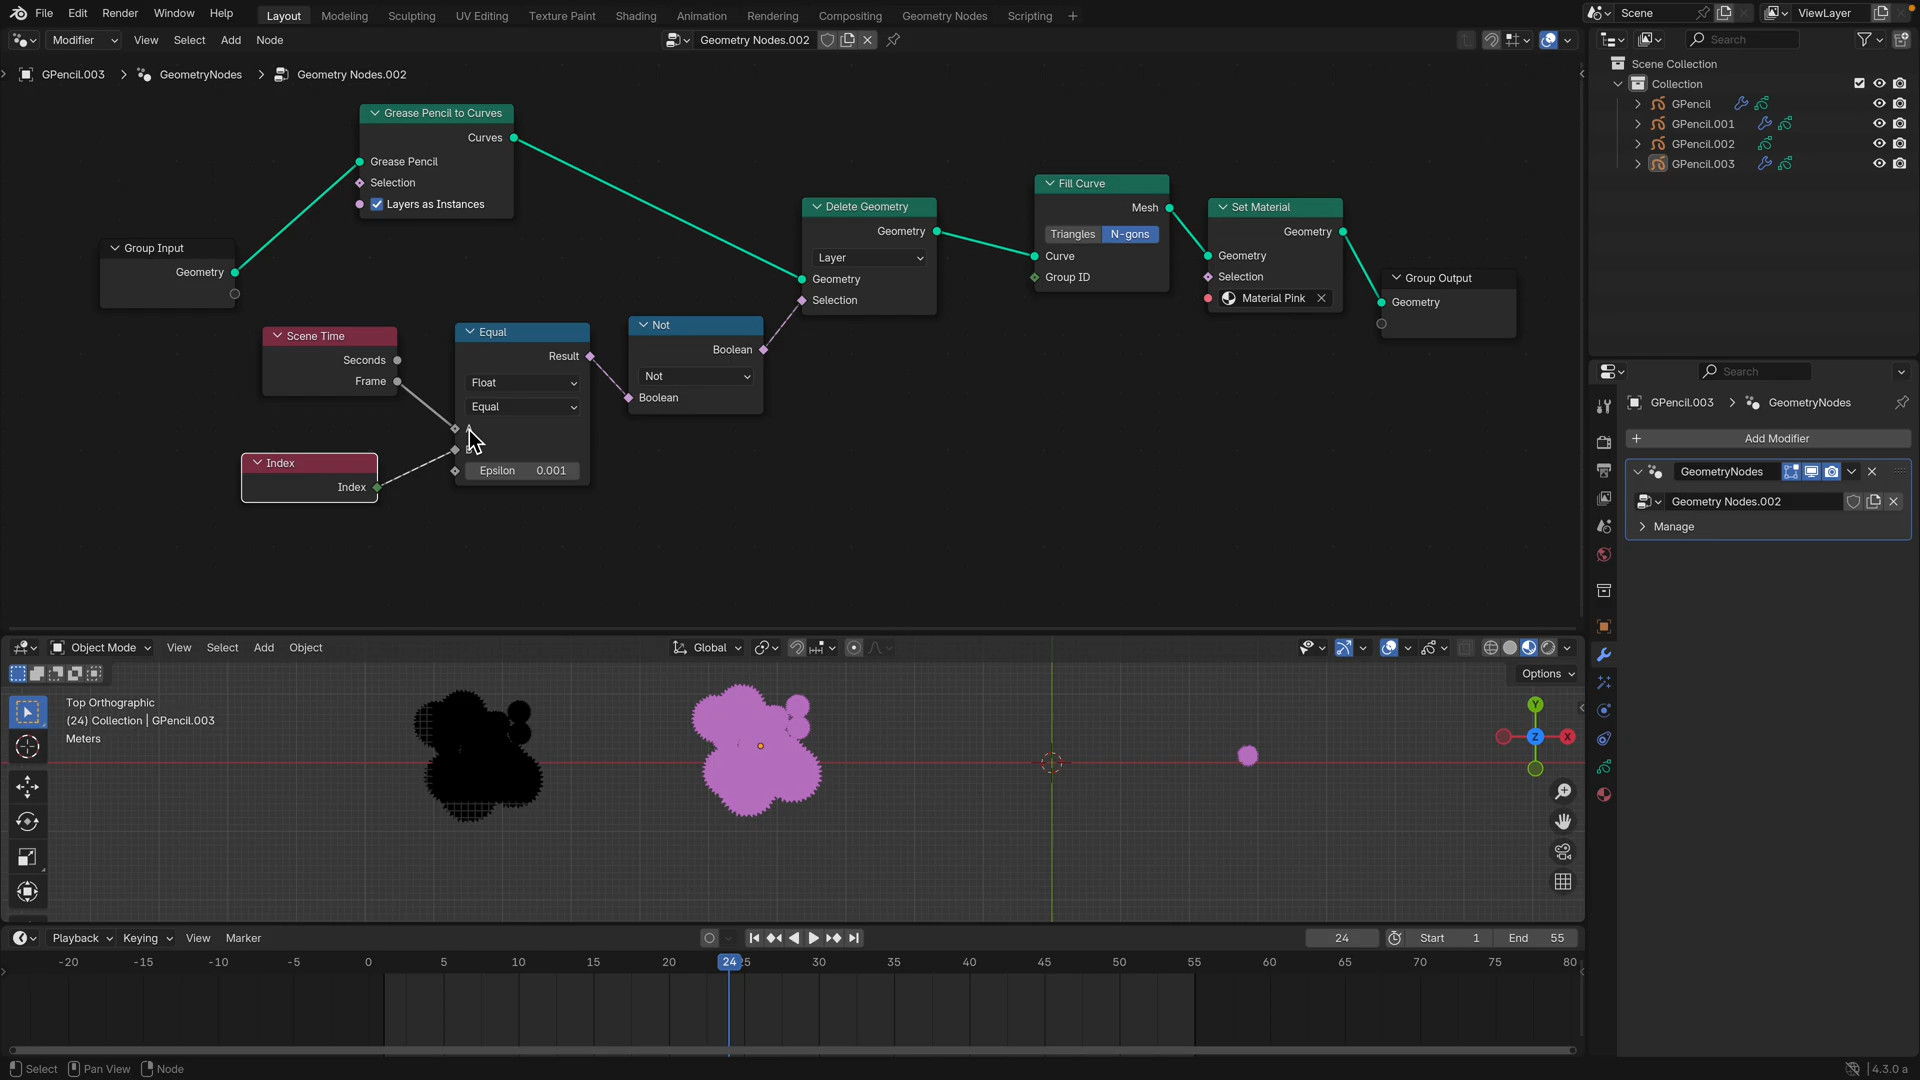 File Edit Render Window Help Layout Modeling Sculpting UV Editing Texture Paint Shading Animation Rendering Compositing Geometry Nodes Scripting + Scene ViewLayer
Modifier View Select Add Node Geometry Nodes.002 Search
GPencil.003 > GeometryNodes > Geometry Nodes.002
Scene Collection
Collection
GPencil
GPencil.001
GPencil.002
GPencil.003
Grease Pencil to Curves
Curves
Grease Pencil
Selection
Layers as Instances
Group Input
Geometry
Scene Time
Seconds
Frame
Index
Index
Equal
Result
Float
Equal
Epsilon 0.001
Not
Boolean
Not
Boolean
Delete Geometry
Geometry
Layer
Geometry
Selection
Fill Curve
Mesh
Triangles N-gons
Curve
Group ID
Set Material
Geometry
Geometry
Selection
Material Pink
Group Output
Geometry
Search
GPencil.003 > GeometryNodes
+ Add Modifier
GeometryNodes
Geometry Nodes.002
Manage
Object Mode View Select Add Object Global
Options
Top Orthographic
(24) Collection | GPencil.003
Meters
Y
Z
X
Playback Keying View Marker 24 Start 1 End 55
-20 -15 -10 -5 0 5 10 15 20 24 25 30 35 40 45 50 55 60 65 70 75 80
Select Pan View Node 4.3.0 a